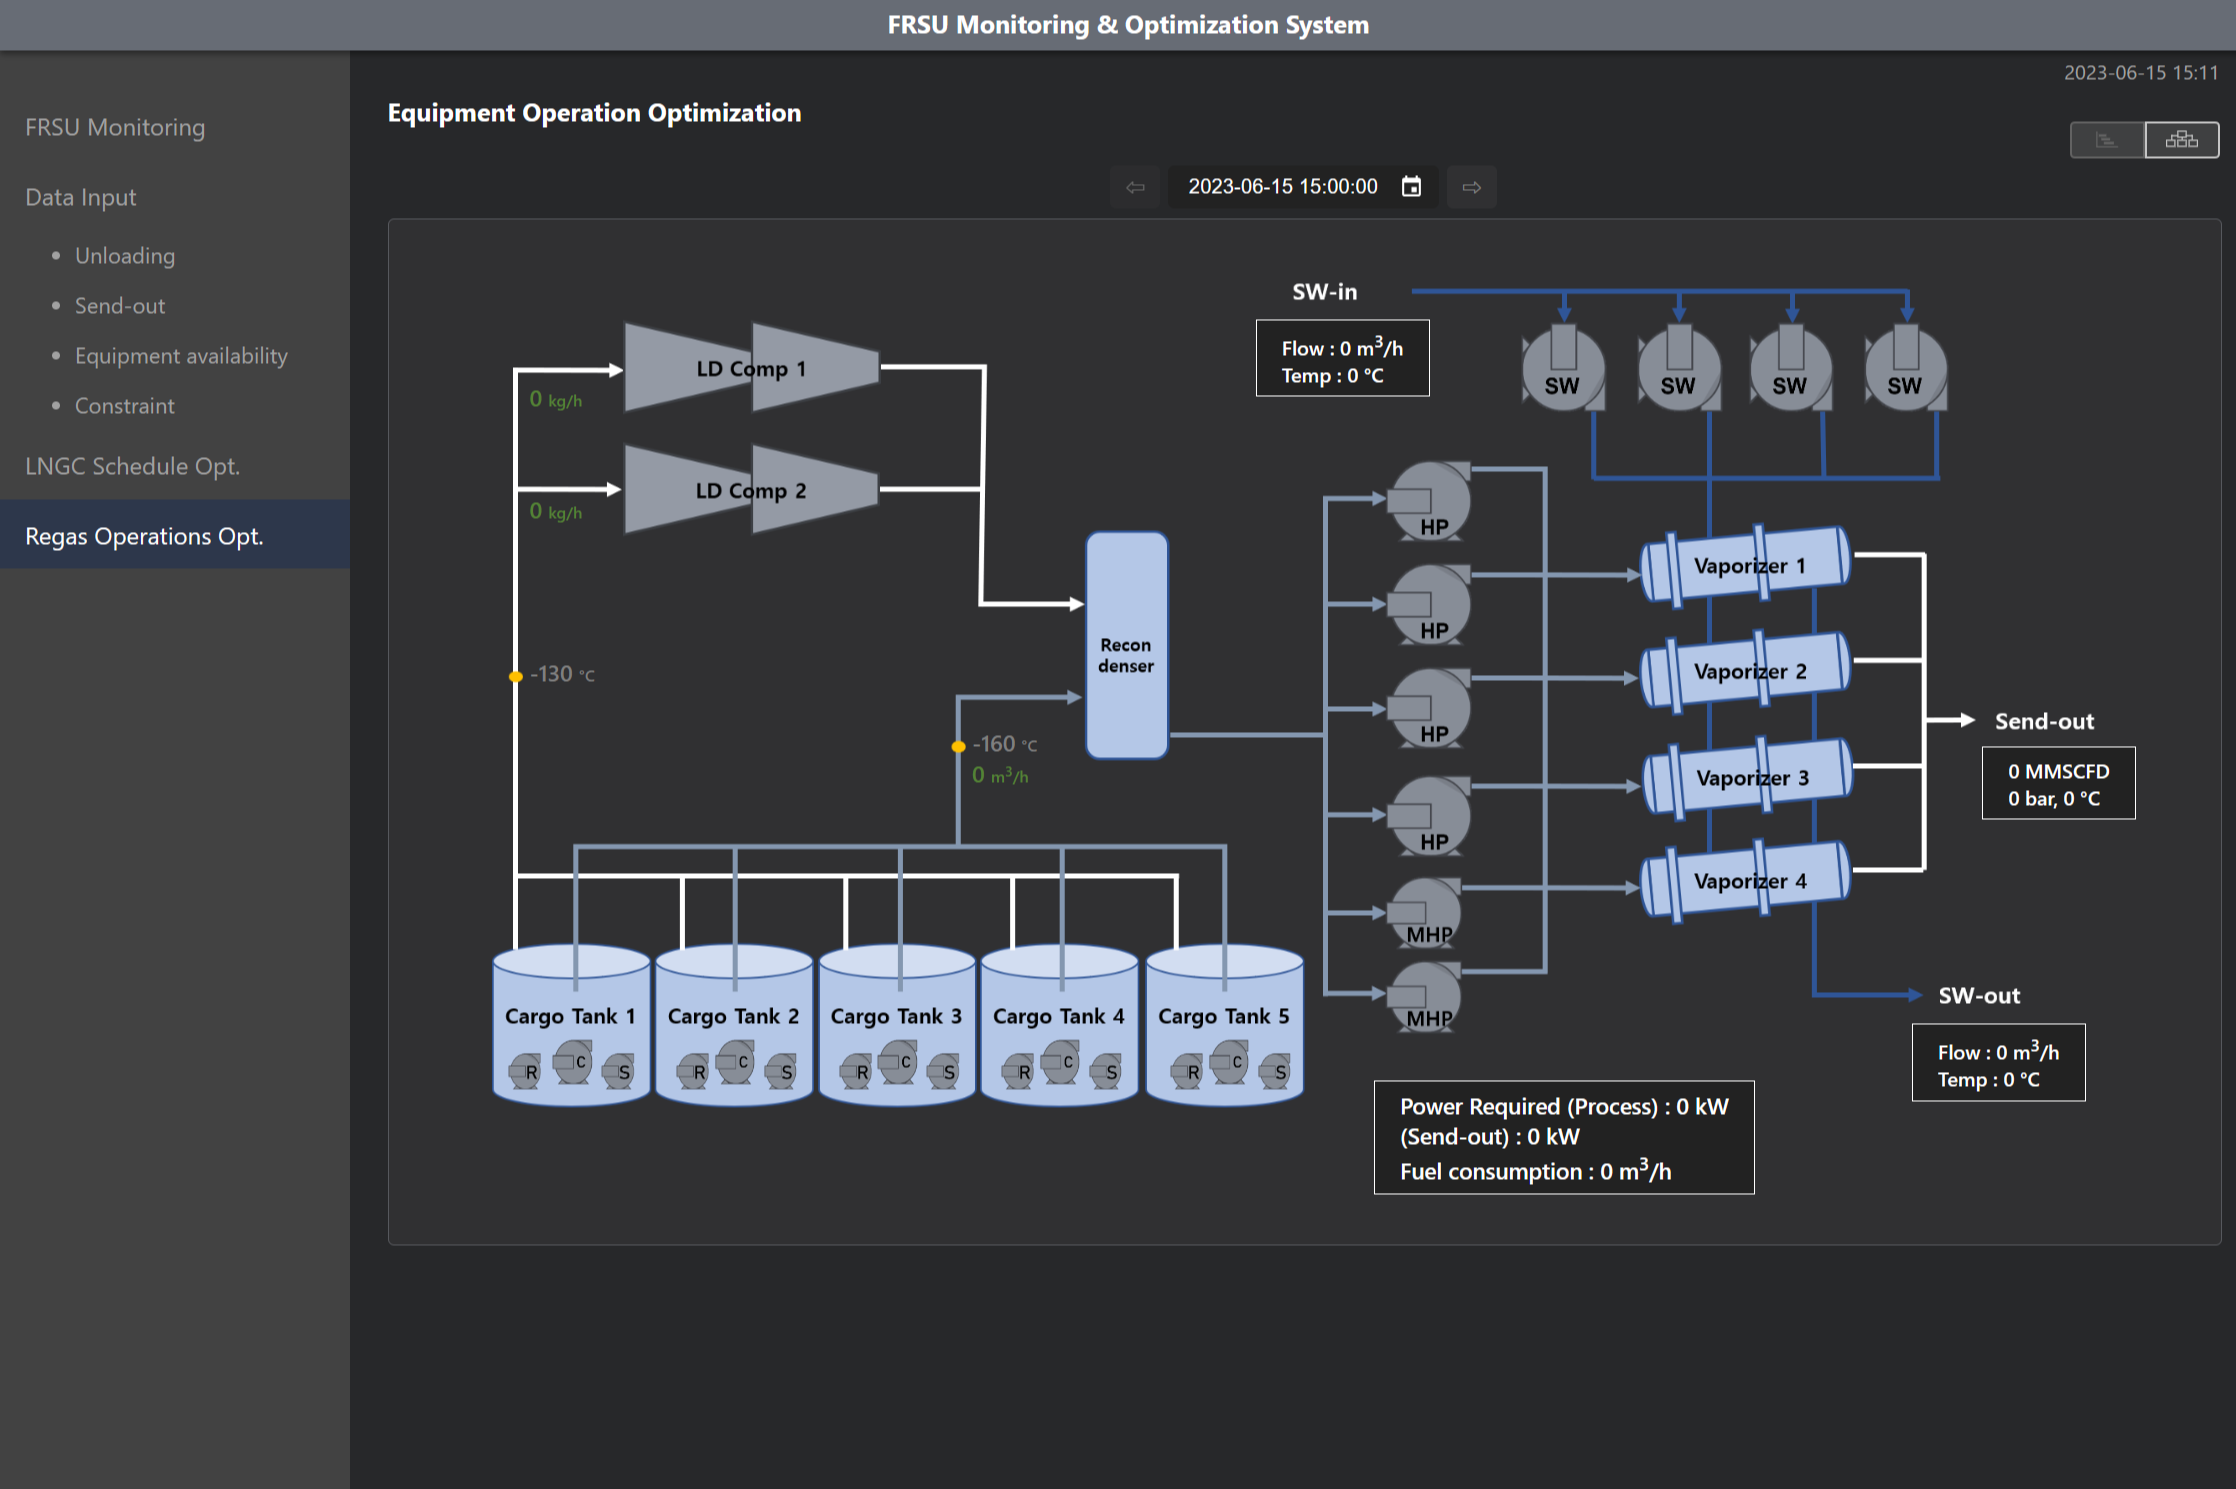 FRSU Monitoring & Optimization System
2023-06-15 15:11
FRSU Monitoring
Data Input
• Unloading
• Send-out
• Equipment availability
• Constraint
LNGC Schedule Opt.
Regas Operations Opt.
Equipment Operation Optimization
2023-06-15 15:00:00
SW-in
Flow : 0 m³/h
Temp : 0 °C
SW
SW
SW
SW
LD Comp 1
0 kg/h
LD Comp 2
0 kg/h
-130 °C
Recon
denser
-160 °C
0 m³/h
HP
HP
HP
HP
MHP
MHP
Vaporizer 1
Vaporizer 2
Vaporizer 3
Vaporizer 4
Send-out
0 MMSCFD
0 bar, 0 °C
SW-out
Flow : 0 m³/h
Temp : 0 °C
Cargo Tank 1
R C S
Cargo Tank 2
R C S
Cargo Tank 3
R C S
Cargo Tank 4
R C S
Cargo Tank 5
R C S
Power Required (Process) : 0 kW
(Send-out) : 0 kW
Fuel consumption : 0 m³/h